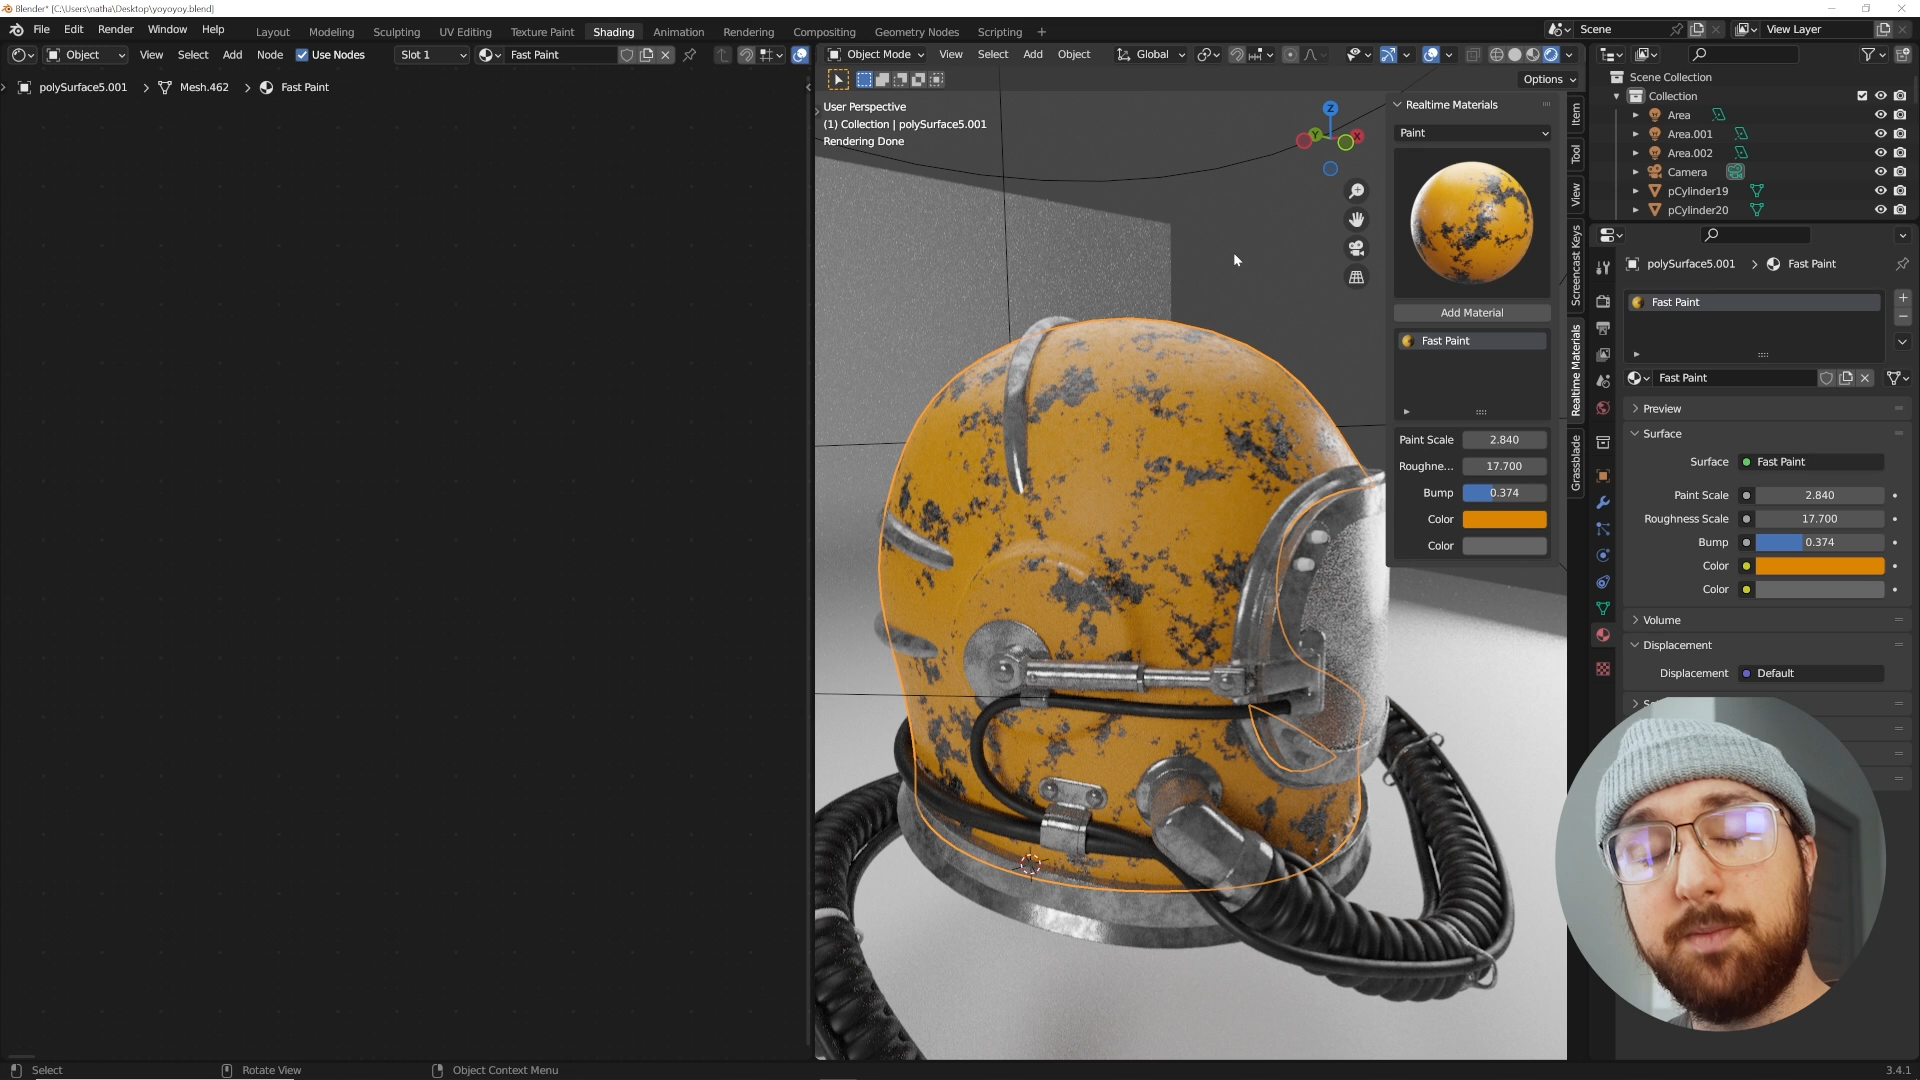 Blender* [C:\Users\natha\Desktop\yoyoyoy.blend]
File Edit Render Window Help
Layout Modeling Sculpting UV Editing Texture Paint Shading Animation Rendering Compositing Geometry Nodes Scripting +
Scene
View Layer
Object View Select Add Node Use Nodes Slot 1 Fast Paint
Object Mode View Select Add Object Global
Options
polySurface5.001 > Mesh.462 > Fast Paint
User Perspective
(1) Collection | polySurface5.001
Rendering Done
Z
Y
X
Realtime Materials
Paint
Add Material
Fast Paint
Paint Scale 2.840
Roughne... 17.700
Bump 0.374
Color
Color
Item
Tool
View
Screencast Keys
Realtime Materials
Grassblade
Scene Collection
Collection
Area
Area.001
Area.002
Camera
pCylinder19
pCylinder20
polySurface5.001 > Fast Paint
Fast Paint
Fast Paint
Preview
Surface
Surface Fast Paint
Paint Scale 2.840
Roughness Scale 17.700
Bump 0.374
Color
Color
Volume
Displacement
Displacement Default
Select
Rotate View
Object Context Menu
3.4.1